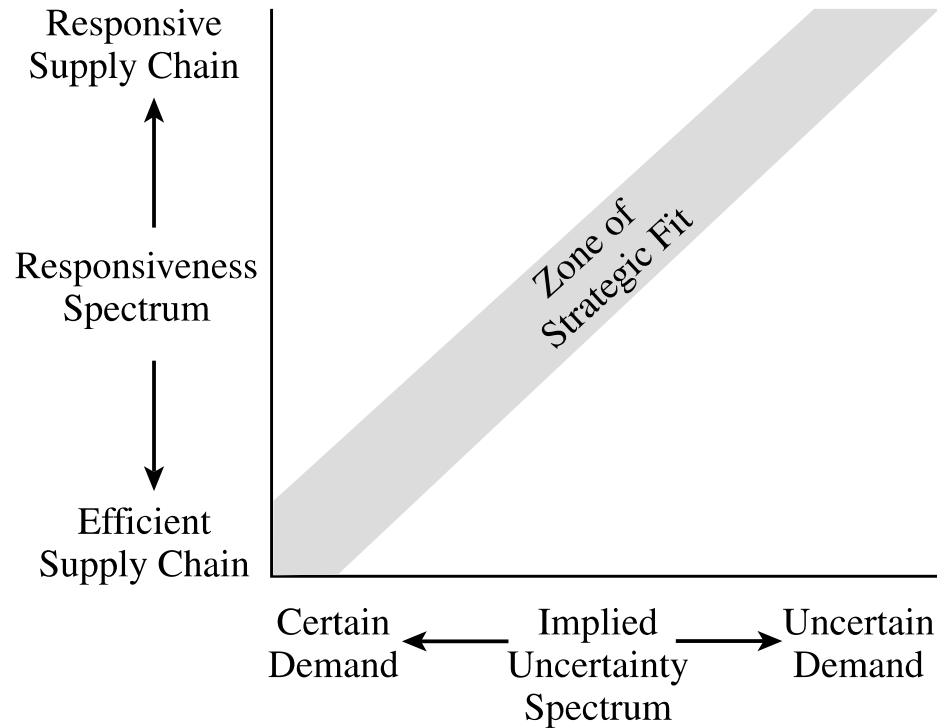 Responsive
Supply Chain
Responsiveness
Spectrum
Efficient
Supply Chain
Zone of
Strategic Fit
Certain
Demand
Implied
Uncertainty
Spectrum
Uncertain
Demand